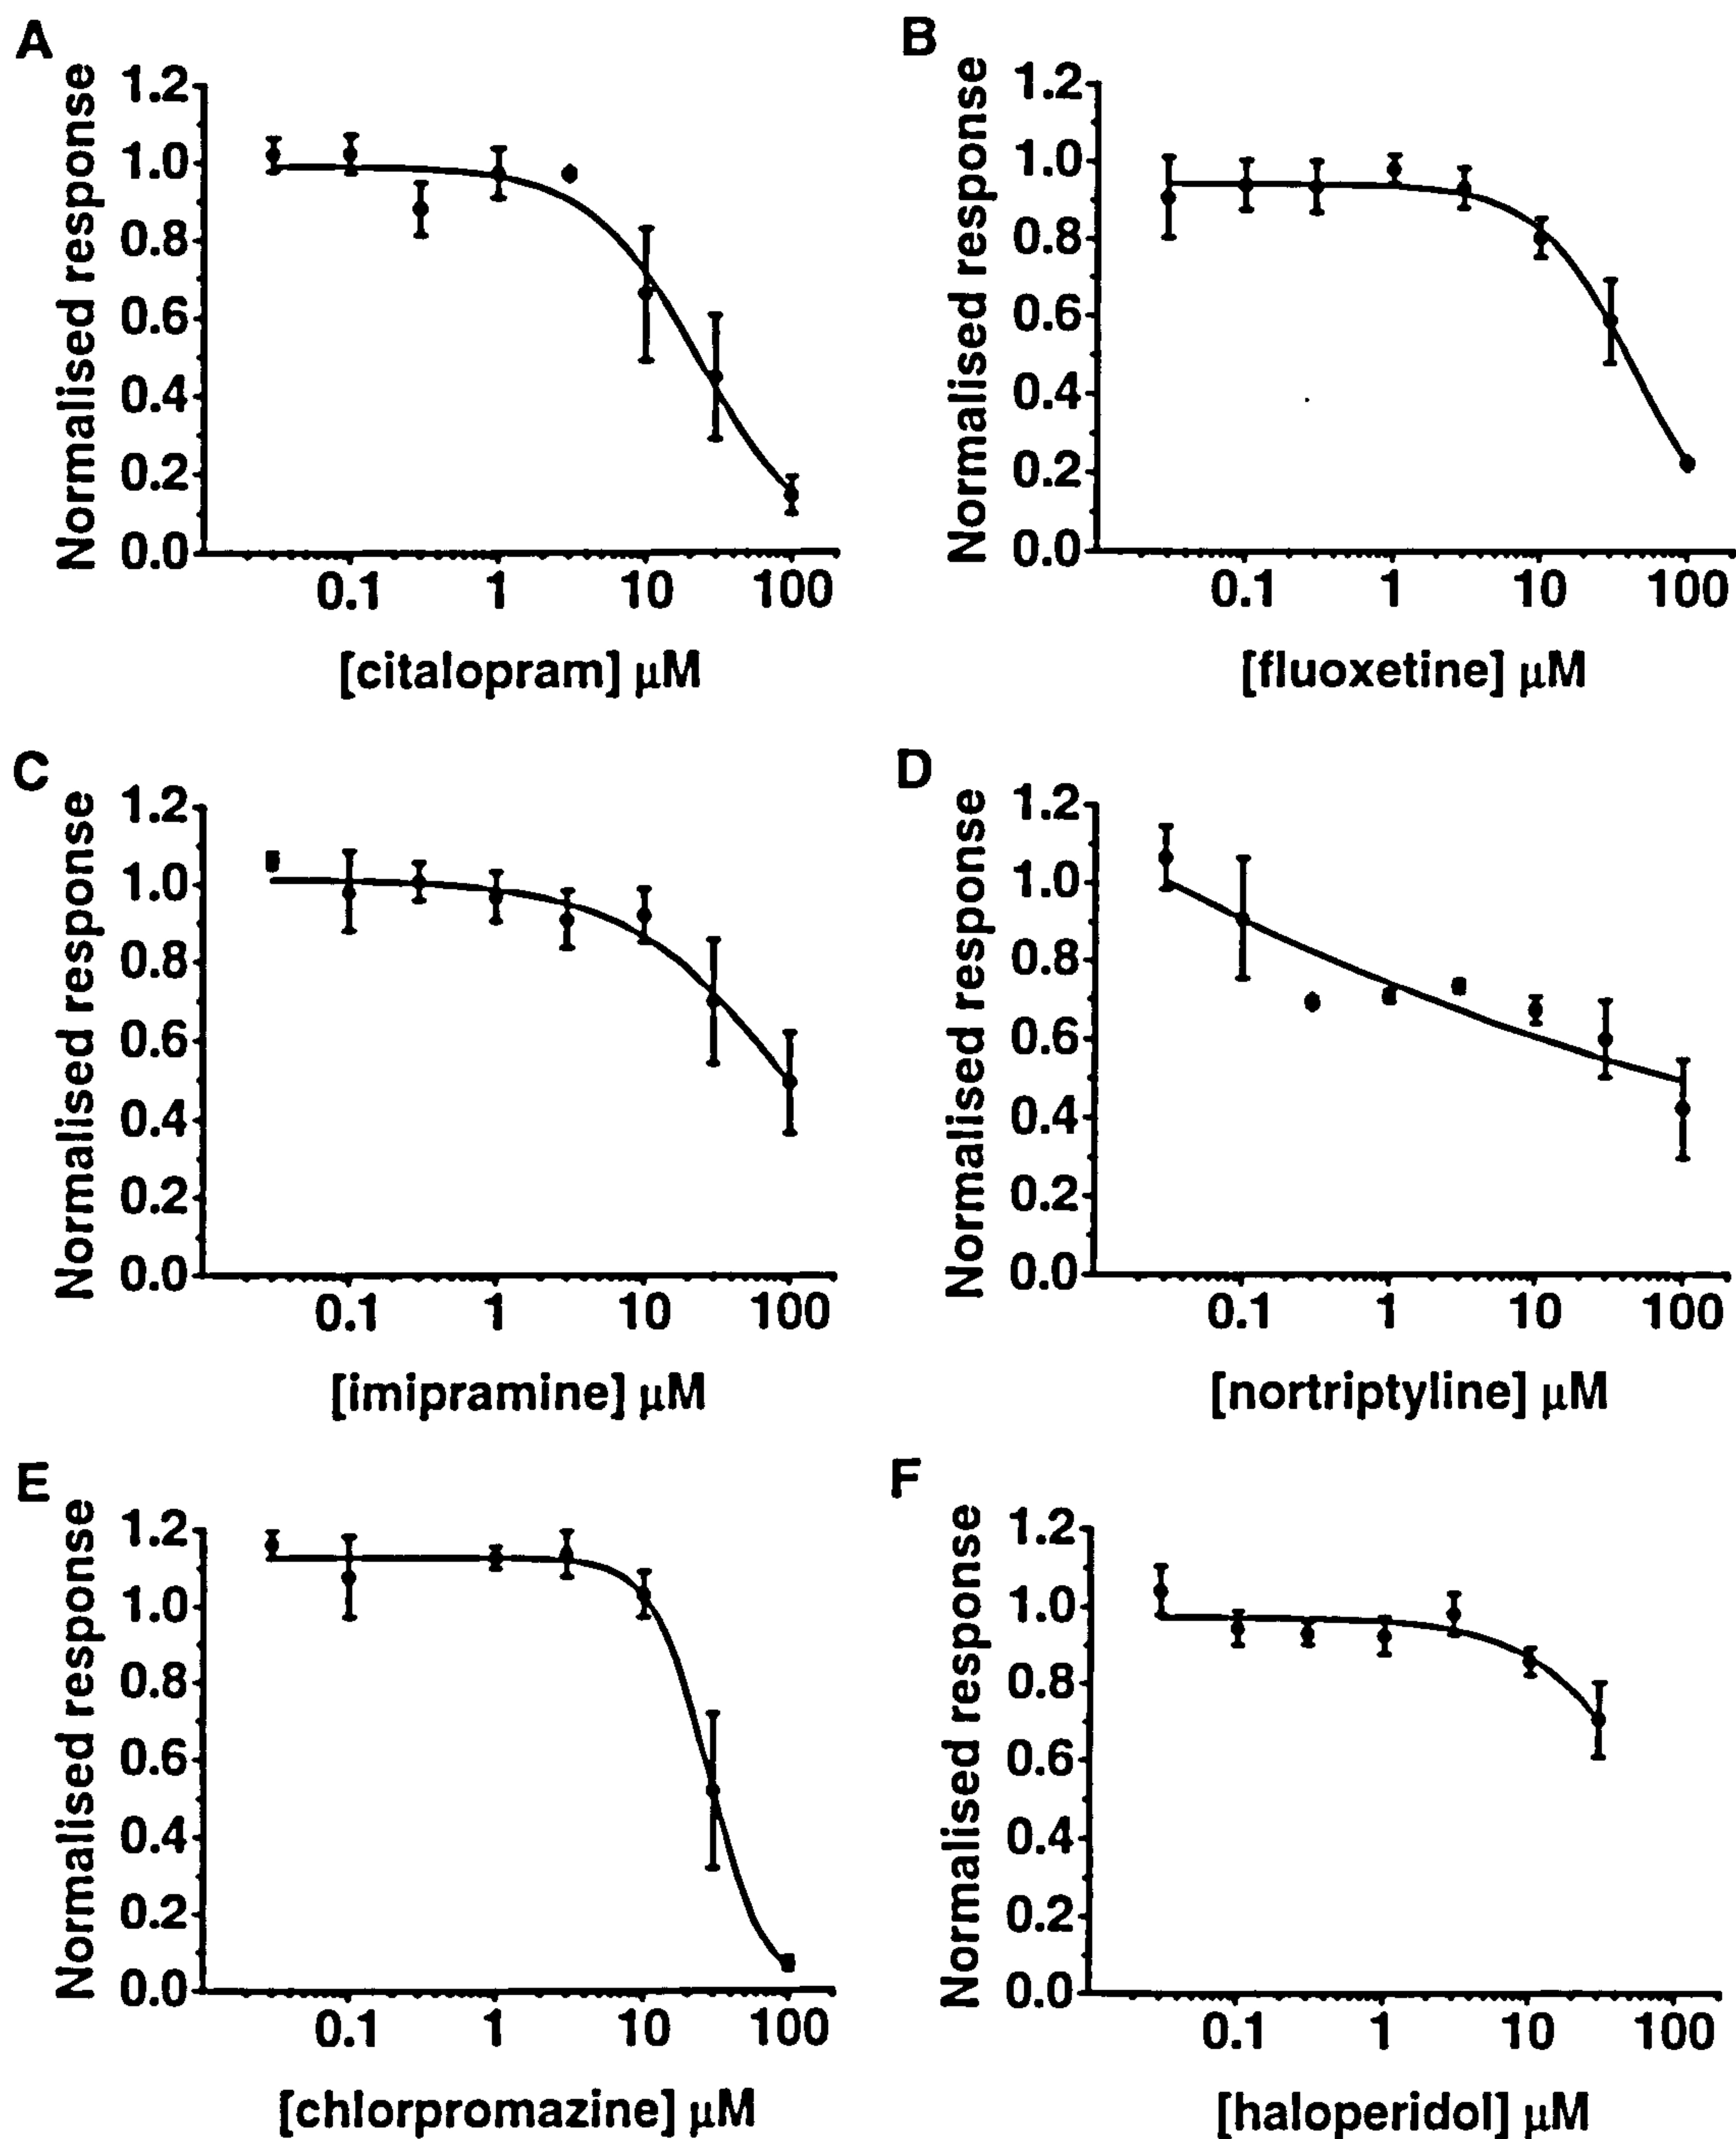 A
Normalised response
1.2
1.0
0.8
0.6
0.4
0.2
0.0
0.1 1 10 100
[citalopram] μM
B
Normalised response
1.2
1.0
0.8
0.6
0.4
0.2
0.0
0.1 1 10 100
[fluoxetine] μM
C
Normalised response
1.2
1.0
0.8
0.6
0.4
0.2
0.0
0.1 1 10 100
[imipramine] μM
D
Normalised response
1.2
1.0
0.8
0.6
0.4
0.2
0.0
0.1 1 10 100
[nortriptyline] μM
E
Normalised response
1.2
1.0
0.8
0.6
0.4
0.2
0.0
0.1 1 10 100
[chlorpromazine] μM
F
Normalised response
1.2
1.0
0.8
0.6
0.4
0.2
0.0
0.1 1 10 100
[haloperidol] μM